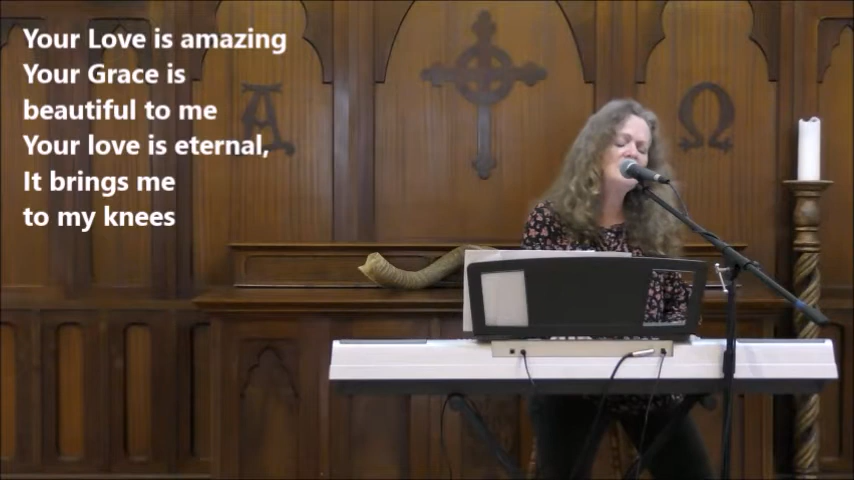 Your Love is amazing
Your Grace is
beautiful to me
Your love is eternal,
It brings me
to my knees
Α
Ω